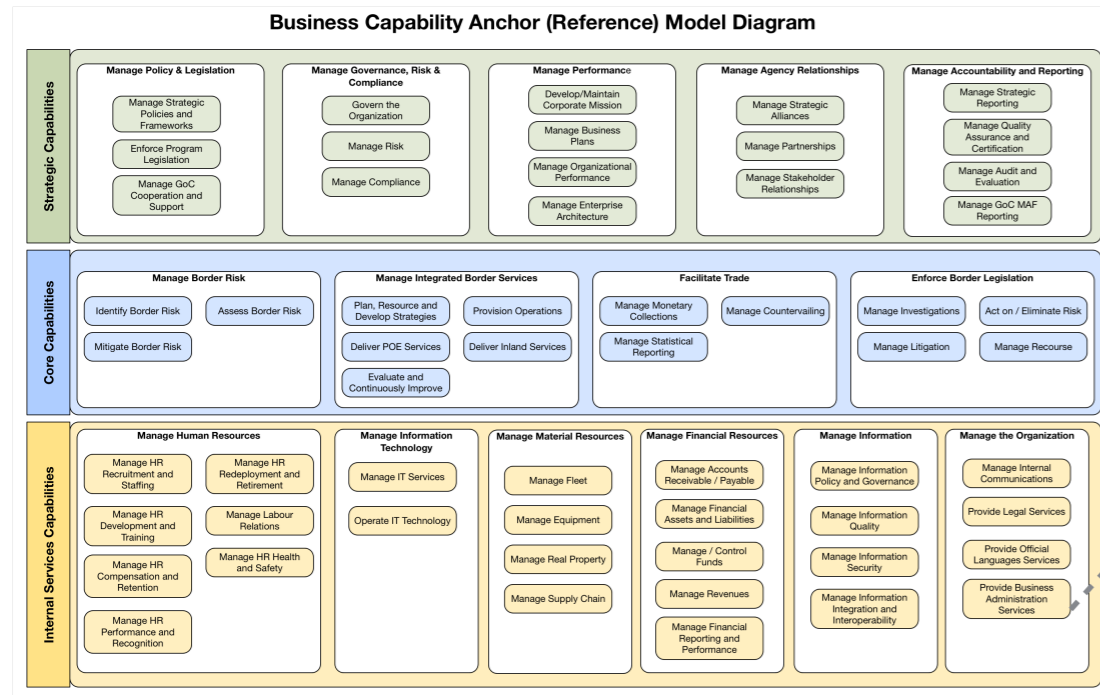 Business Capability Anchor (Reference) Model Diagram
Strategic Capabilities
Manage Policy & Legislation
Manage Strategic
Policies and
Frameworks
Enforce Program
Legislation
Manage GoC
Cooperation and
Support
Manage Governance, Risk &
Compliance
Govern the
Organization
Manage Risk
Manage Compliance
Manage Performance
Develop/Maintain
Corporate Mission
Manage Business
Plans
Manage Organizational
Performance
Manage Enterprise
Architecture
Manage Agency Relationships
Manage Strategic
Alliances
Manage Partnerships
Manage Stakeholder
Relationships
Manage Accountability and Reporting
Manage Strategic
Reporting
Manage Quality
Assurance and
Certification
Manage Audit and
Evaluation
Manage GoC MAF
Reporting
Core Capabilities
Manage Border Risk
Identify Border Risk
Assess Border Risk
Mitigate Border Risk
Manage Integrated Border Services
Plan, Resource and
Develop Strategies
Provision Operations
Deliver POE Services
Deliver Inland Services
Evaluate and
Continuously Improve
Facilitate Trade
Manage Monetary
Collections
Manage Countervailing
Manage Statistical
Reporting
Enforce Border Legislation
Manage Investigations
Act on / Eliminate Risk
Manage Litigation
Manage Recourse
Internal Services Capabilities
Manage Human Resources
Manage HR
Recruitment and
Staffing
Manage HR
Redeployment and
Retirement
Manage HR
Development and
Training
Manage Labour
Relations
Manage HR
Compensation and
Retention
Manage HR Health
and Safety
Manage HR
Performance and
Recognition
Manage Information
Technology
Manage IT Services
Operate IT Technology
Manage Material Resources
Manage Fleet
Manage Equipment
Manage Real Property
Manage Supply Chain
Manage Financial Resources
Manage Accounts
Receivable / Payable
Manage Financial
Assets and Liabilities
Manage / Control
Funds
Manage Revenues
Manage Financial
Reporting and
Performance
Manage Information
Manage Information
Policy and Governance
Manage Information
Quality
Manage Information
Security
Manage Information
Integration and
Interoperability
Manage the Organization
Manage Internal
Communications
Provide Legal Services
Provide Official
Languages Services
Provide Business
Administration
Services